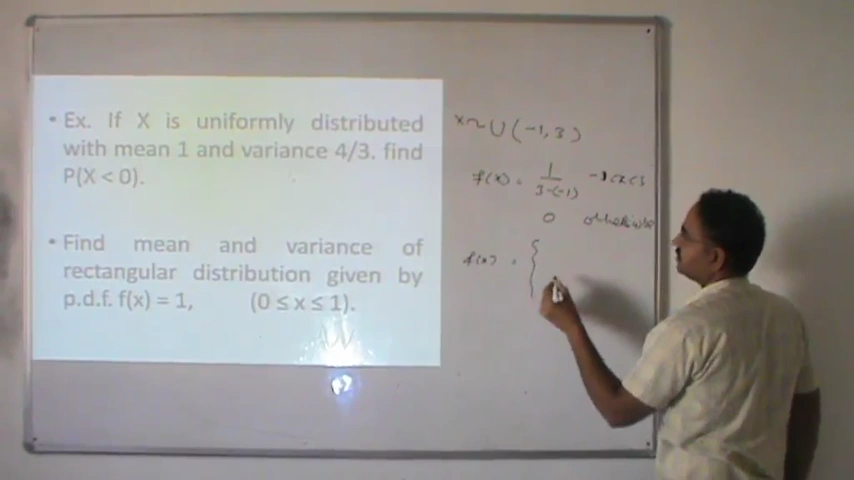 • Ex. If X is uniformly distributed
with mean 1 and variance 4/3. find
P(X < 0).
• Find mean and variance of
rectangular distribution given by
p.d.f. f(x) = 1, (0 ≤ x ≤ 1).
x ~ U (-1, 3)
f(x) = 1/3-(-1) -1<x<3
0 otherwise
f(x) = {